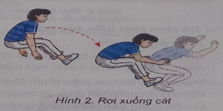 Hình 2. Rơi xuống cát